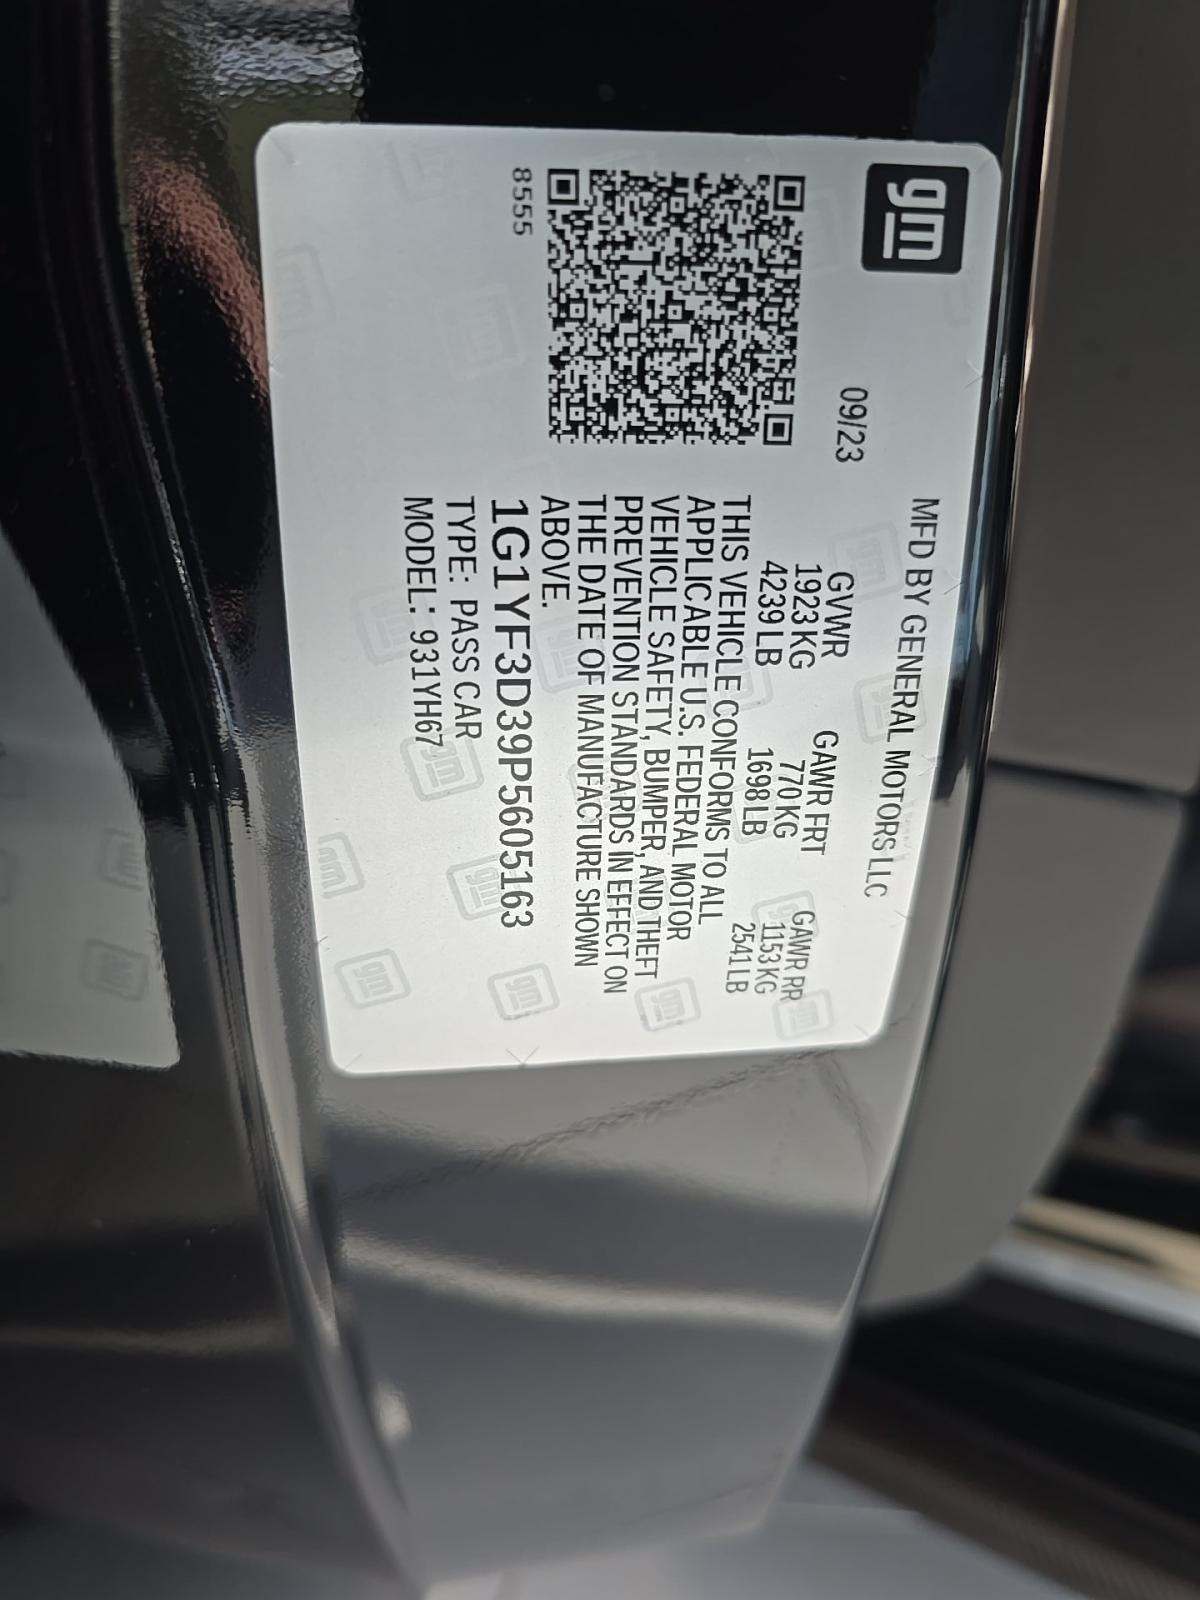 gm
MFD BY GENERAL MOTORS LLC
09/23
GVWR GAWR FRT GAWR RR
1923 KG 770 KG 1153 KG
4239 LB 1698 LB 2541 LB
THIS VEHICLE CONFORMS TO ALL
APPLICABLE U.S. FEDERAL MOTOR
VEHICLE SAFETY, BUMPER, AND THEFT
PREVENTION STANDARDS IN EFFECT ON
THE DATE OF MANUFACTURE SHOWN
ABOVE.
8555
1G1YF3D39P5605163
TYPE: PASS CAR
MODEL: 931YH67